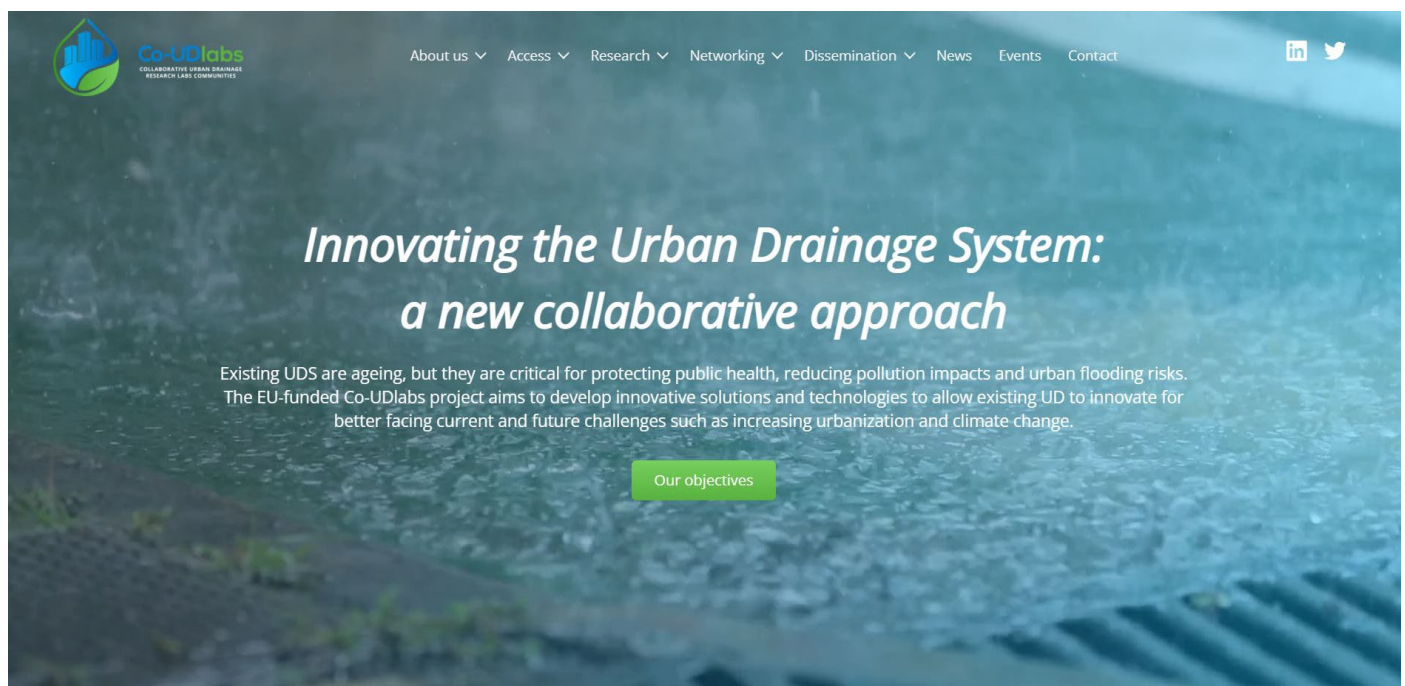 Co-UDlabs
COLLABORATIVE URBAN DRAINAGE
RESEARCH LABS COMMUNITIES
About us Access Research Networking Dissemination News Events Contact
in
Innovating the Urban Drainage System:
a new collaborative approach
Existing UDS are ageing, but they are critical for protecting public health, reducing pollution impacts and urban flooding risks.
The EU-funded Co-UDlabs project aims to develop innovative solutions and technologies to allow existing UD to innovate for
better facing current and future challenges such as increasing urbanization and climate change.
Our objectives